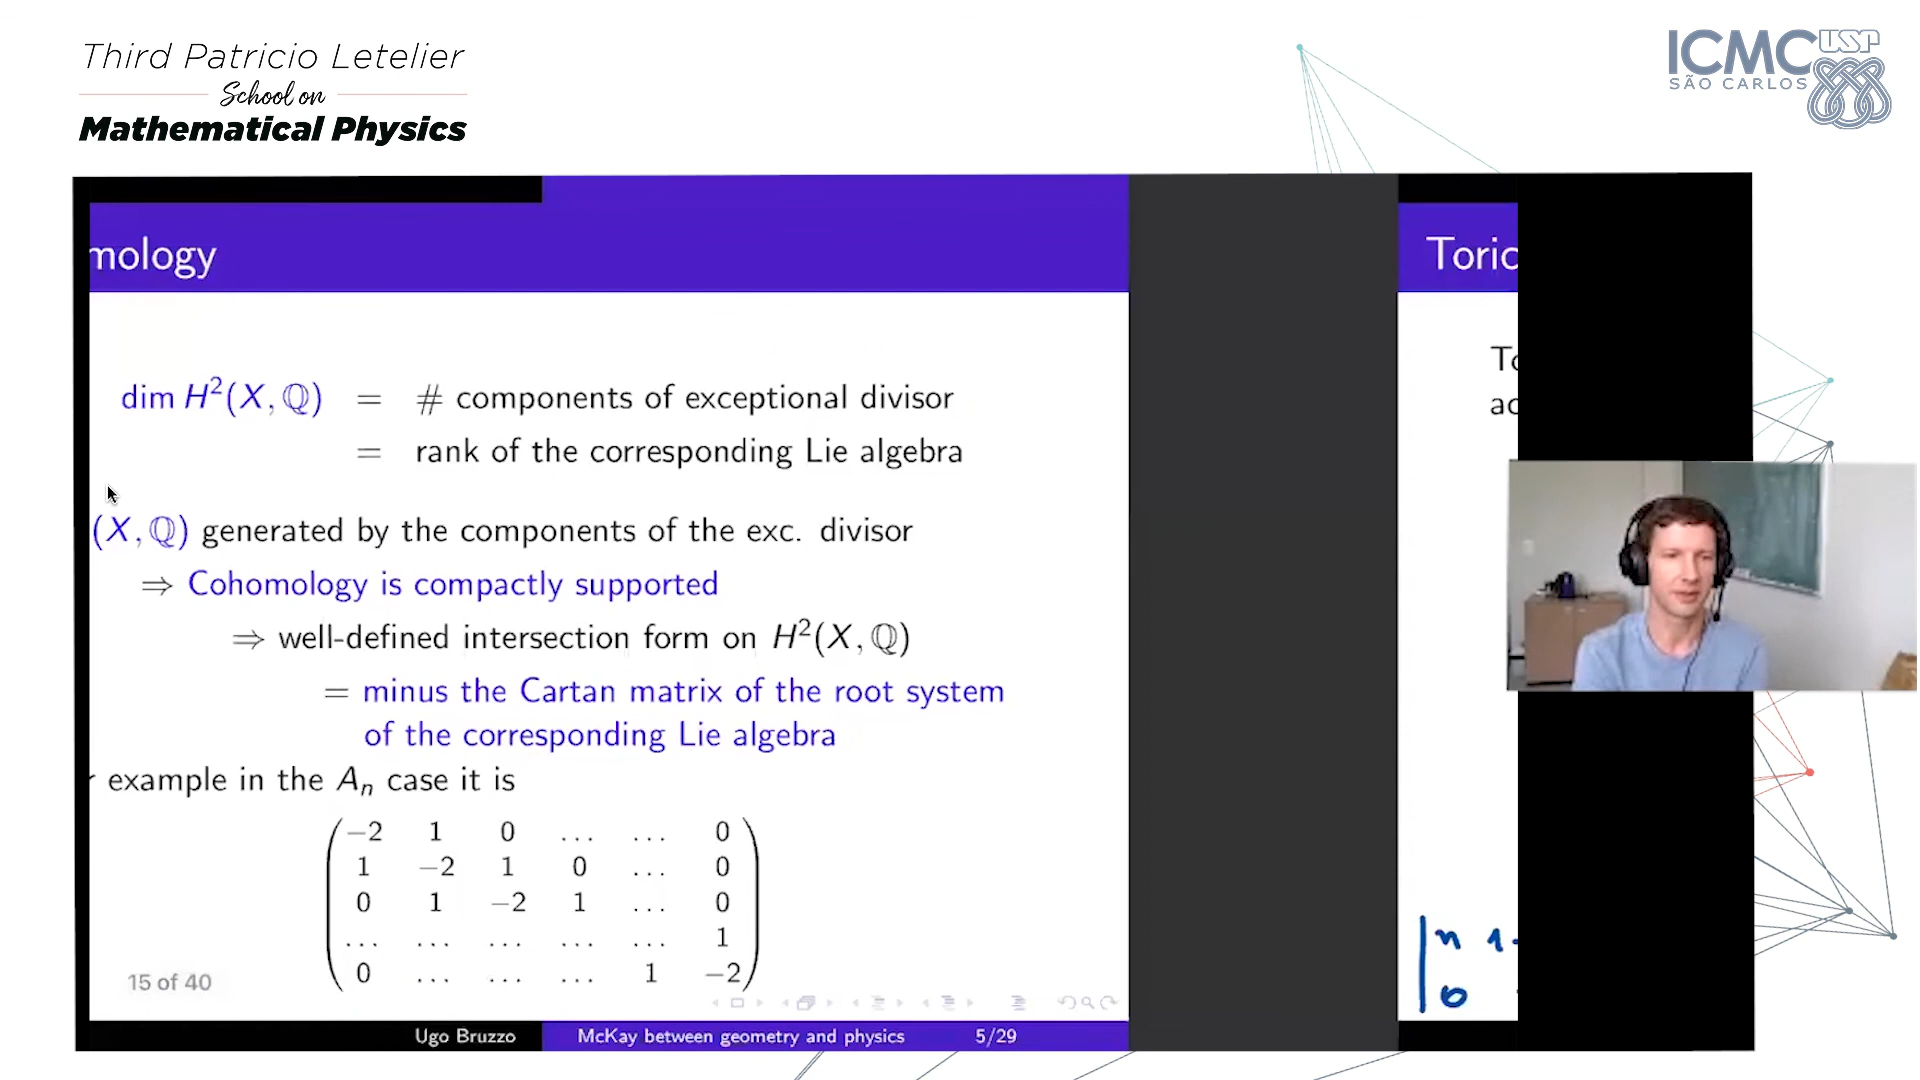 Third Patricio Letelier
School on
Mathematical Physics
ICMC USP
SÃO CARLOS
mology
dim H²(X, ℚ) = # components of exceptional divisor
= rank of the corresponding Lie algebra
(X, ℚ) generated by the components of the exc. divisor
⇒ Cohomology is compactly supported
⇒ well-defined intersection form on H²(X, ℚ)
= minus the Cartan matrix of the root system
of the corresponding Lie algebra
example in the Aₙ case it is
−2 1 0 ... ... 0
1 −2 1 0 ... 0
0 1 −2 1 ... 0
... ... ... ... ... 1
0 ... ... ... 1 −2
15 of 40
Ugo Bruzzo McKay between geometry and physics 5/29
Toric
To
ac
n 1
0